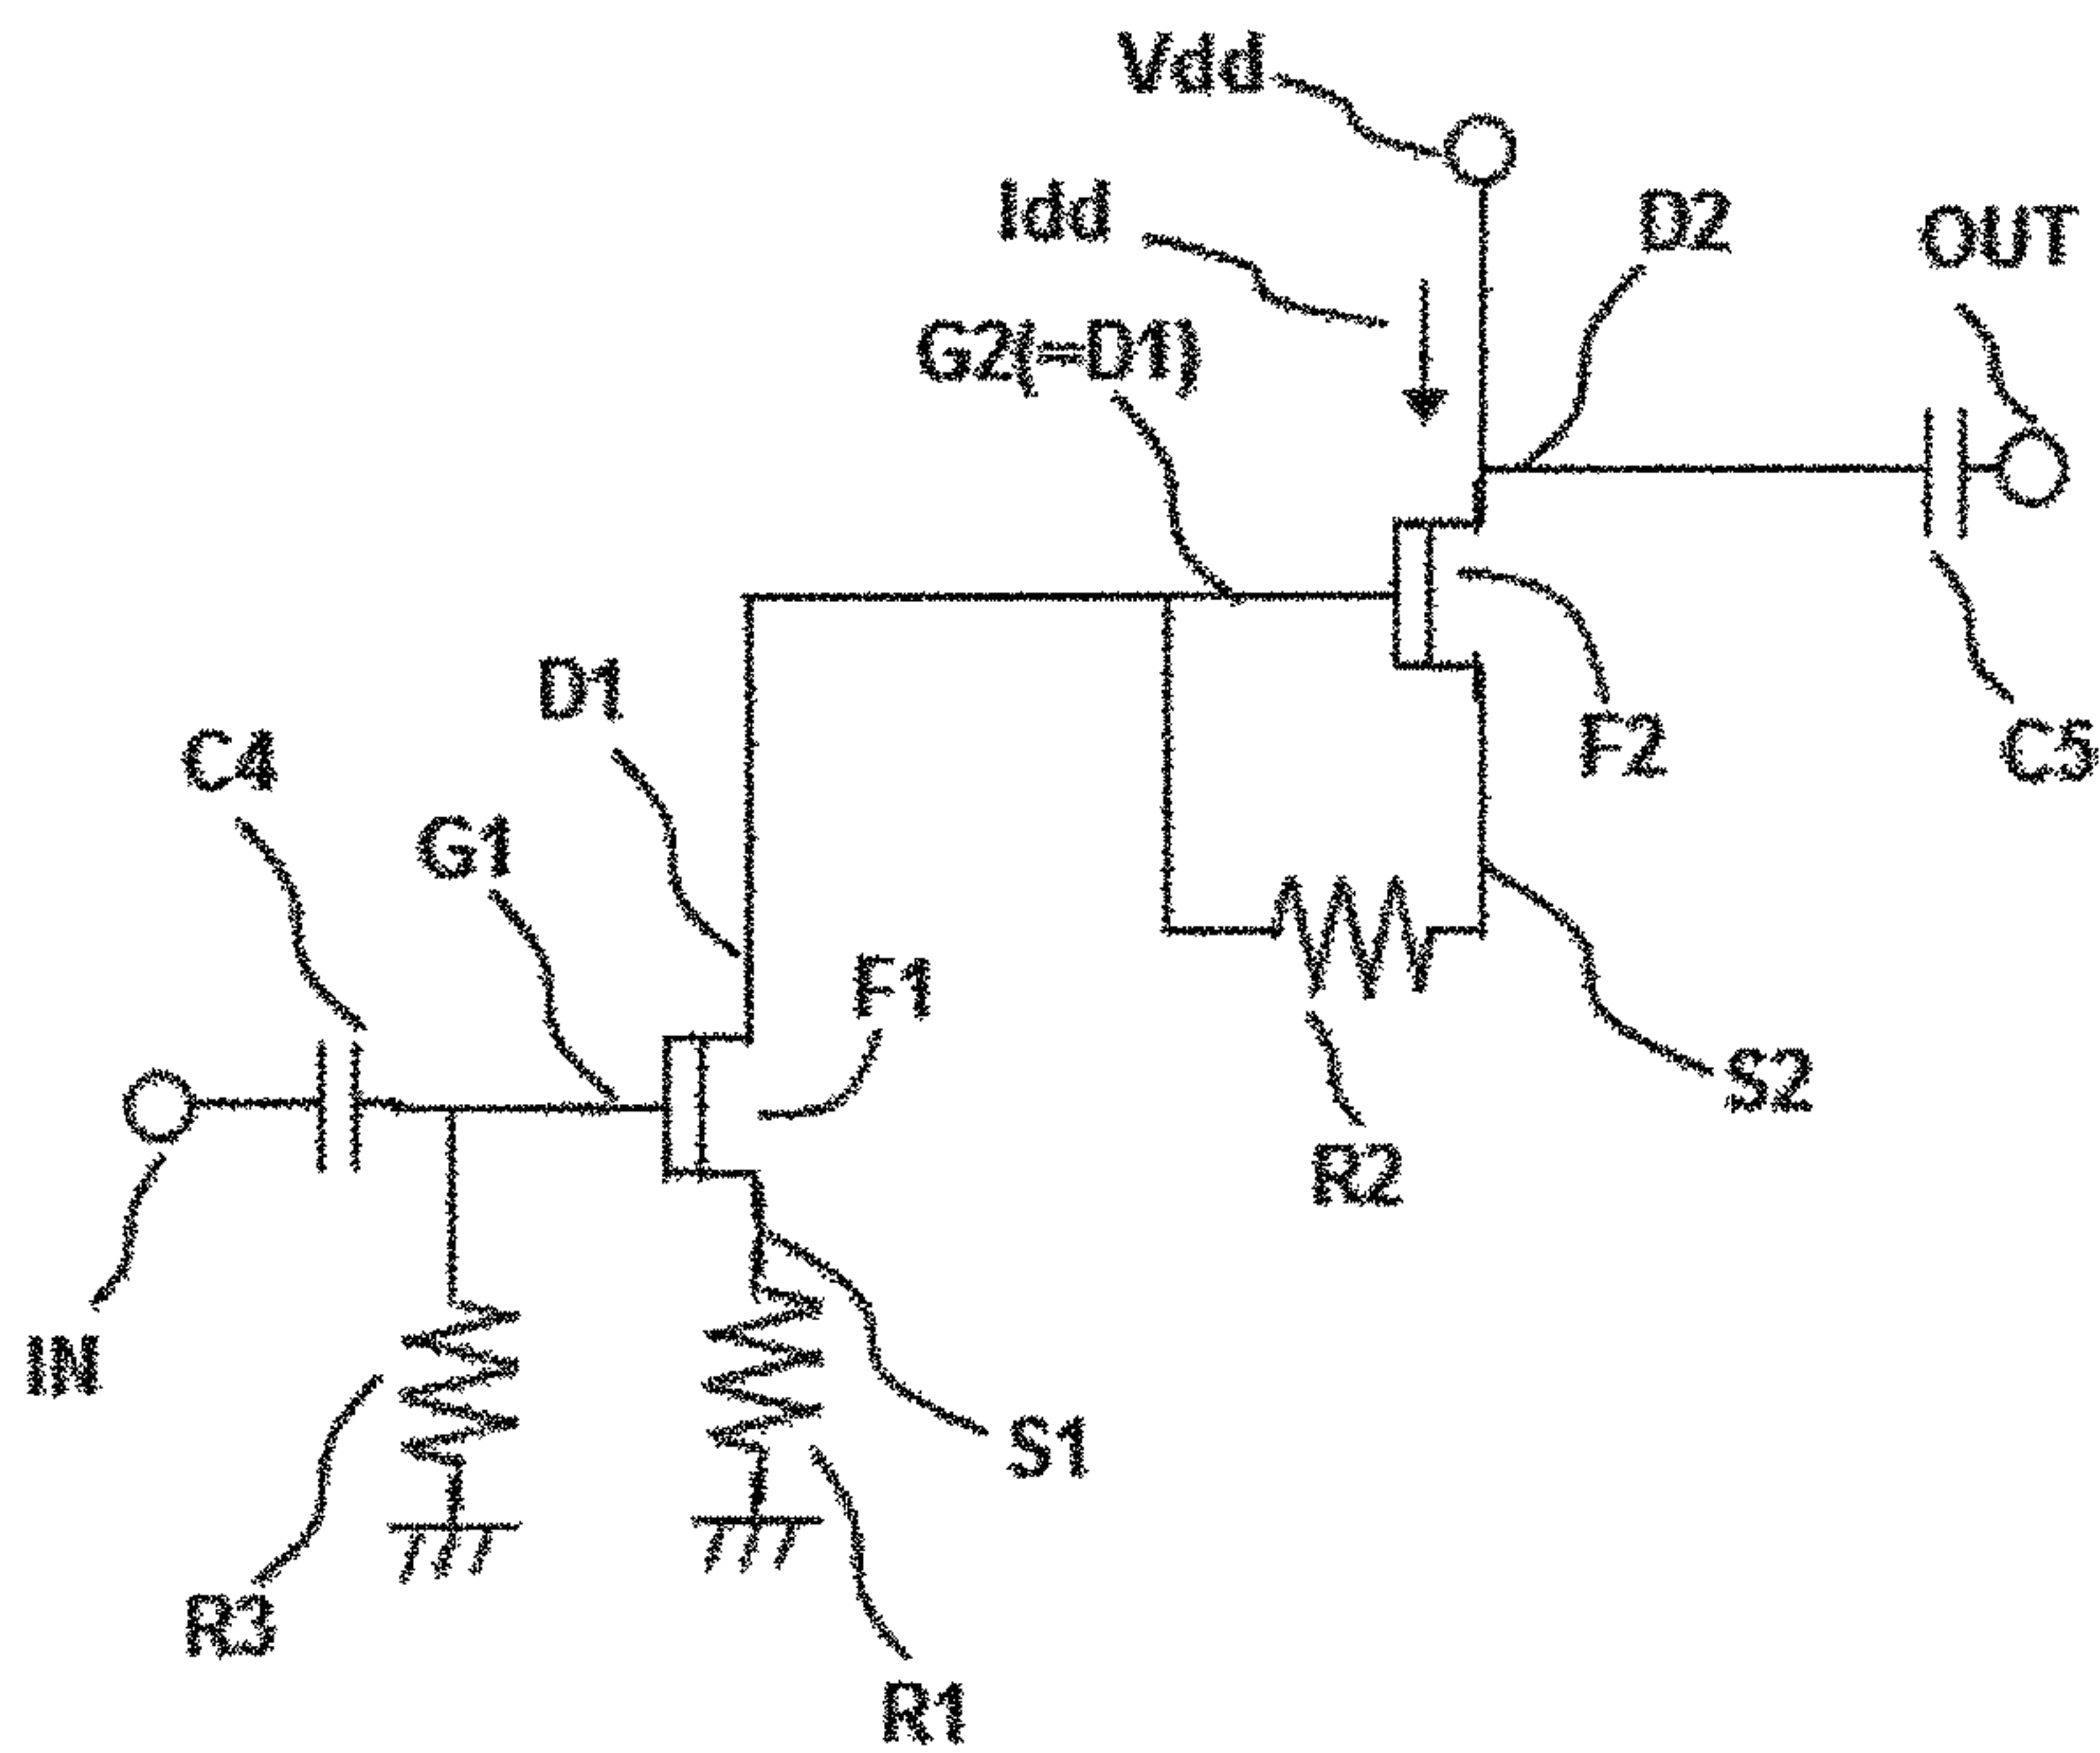 Vdd
Idd
D2
OUT
G2(=D1)
D1
F2
C5
C4
G1
F1
S2
R2
IN
S1
R3
R1